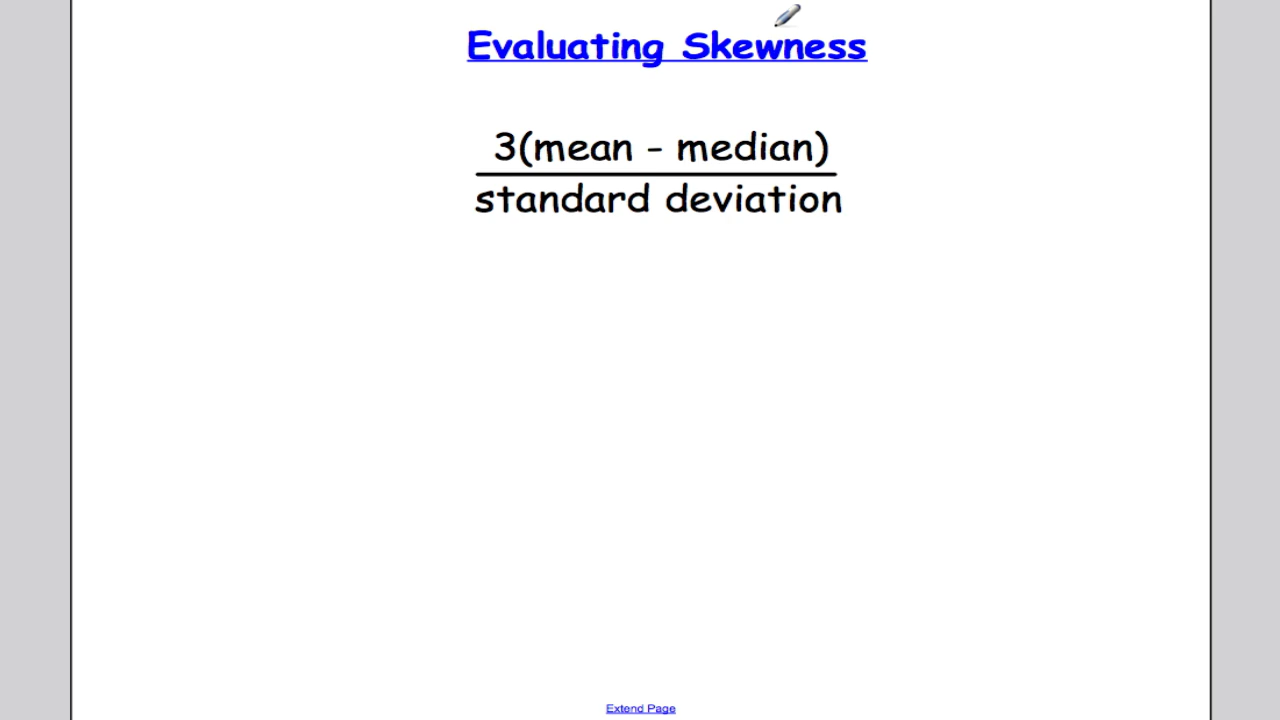 Evaluating Skewness
3(mean - median)
standard deviation
Extend Page